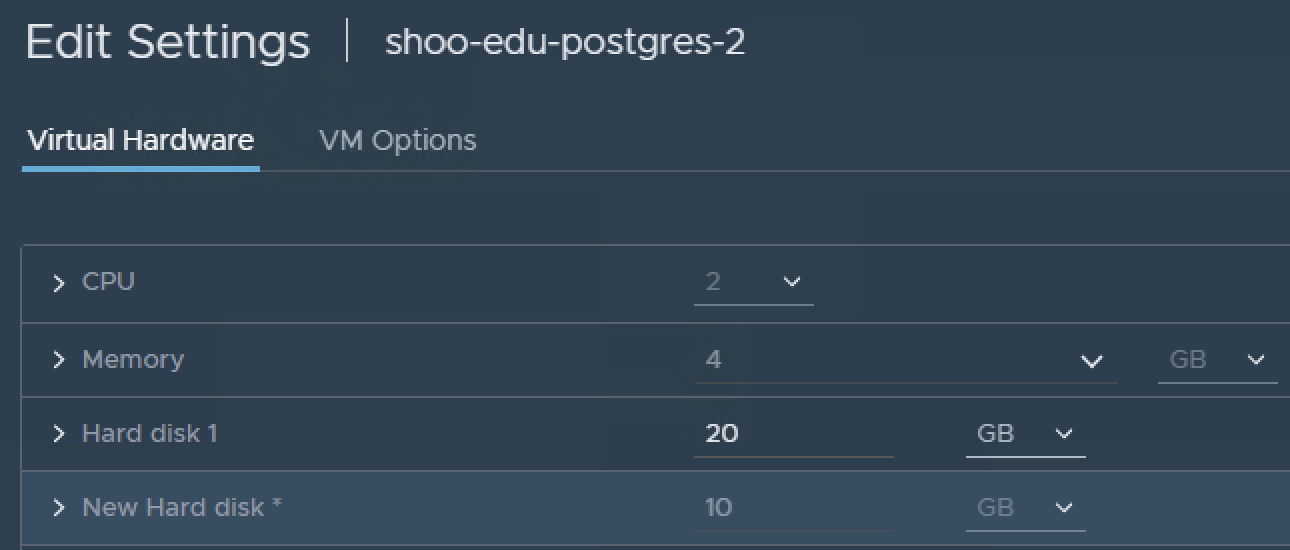 Edit Settings | shoo-edu-postgres-2
Virtual Hardware VM Options
CPU 2
Memory 4 GB
Hard disk 1 20 GB
New Hard disk * 10 GB